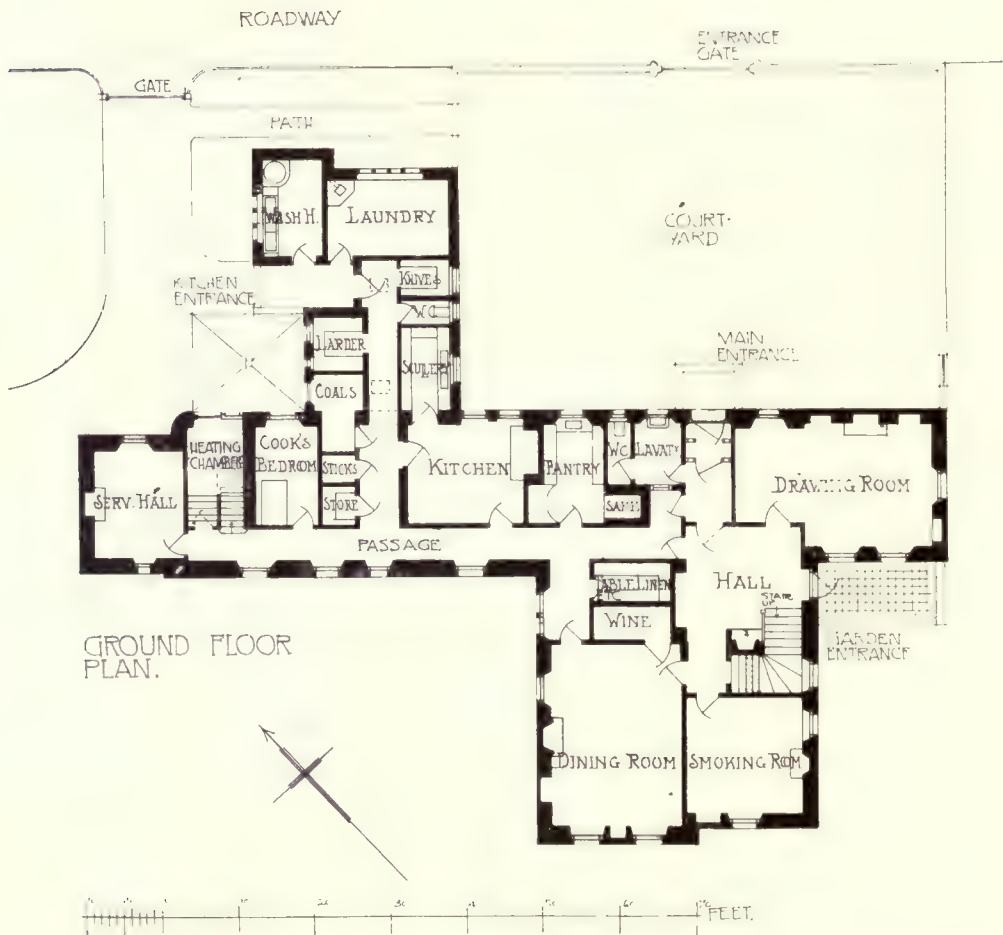 ROADWAY
ENTRANCE
GATE
GATE
PATH
WASH H.
LAUNDRY
COURT-
YARD
KITCHEN
ENTRANCE
KNIVES
W.C.
LARDER
SCULLERY
MAIN
ENTRANCE
COALS
HEATING
CHAMBER
COOK'S
BEDROOM
STICKS
STORE
KITCHEN
PANTRY
WC
LAVATY
SERV. HALL
DRAWING ROOM
SAFE
PASSAGE
TABLE LINEN
ETC
HALL
STAIR
UP
WINE
GROUND FLOOR
PLAN.
GARDEN
ENTRANCE
DINING ROOM
SMOKING ROOM
FEET.